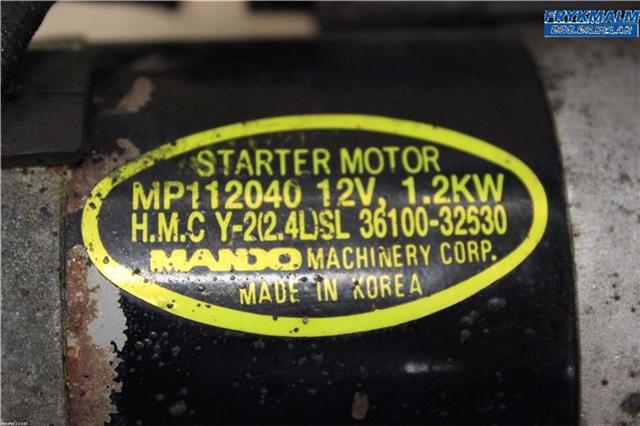 FRYKMALM
STARTER MOTOR
MP112040 12V, 1.2KW
H.M.C Y-2(2.4L)SL 36100-32530
MANDO MACHINERY CORP.
MADE IN KOREA